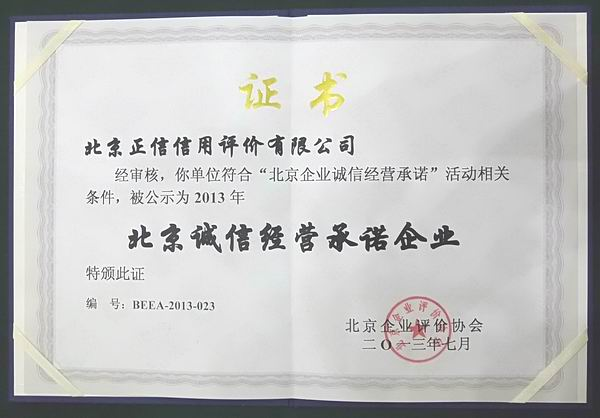 证书
北京正信信用评价有限公司
经审核，你单位符合“北京企业诚信经营承诺”活动相关
条件，被公示为2013年
北京诚信经营承诺企业
特颁此证
编 号：BEEA-2013-023
北京企业评价协会
二〇一三年七月